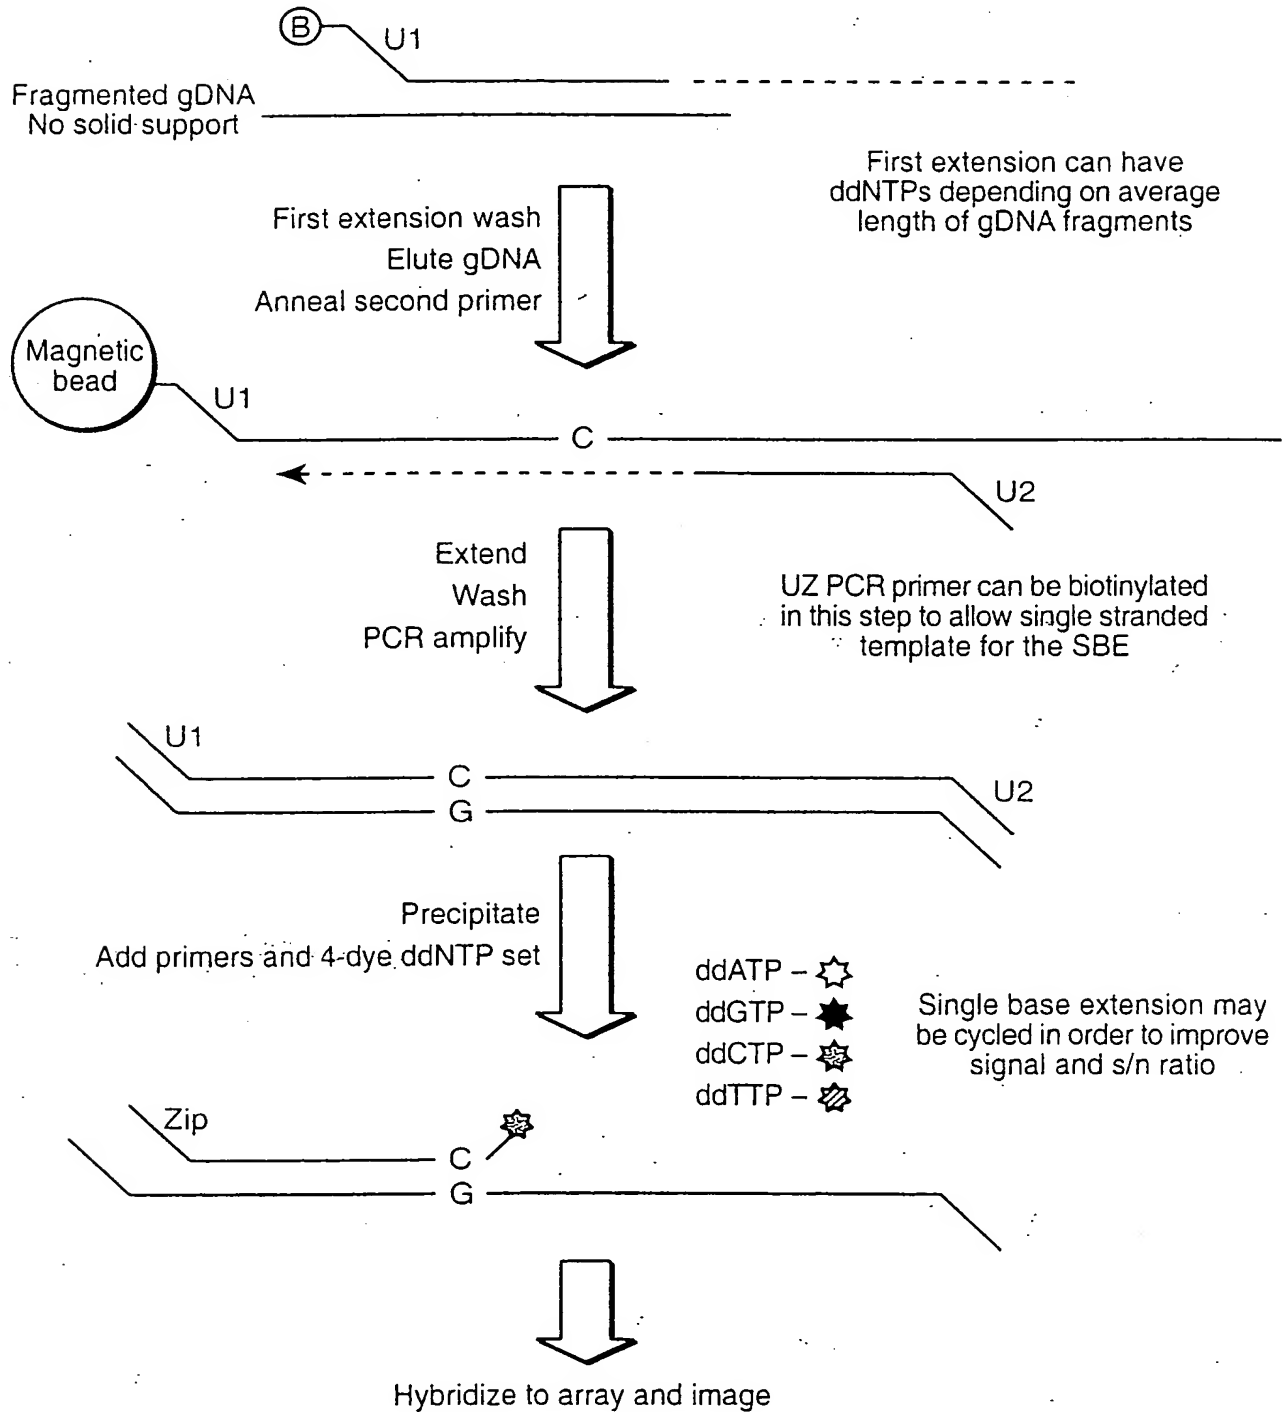 B
U1
Fragmented gDNA
No solid support
First extension can have
ddNTPs depending on average
length of gDNA fragments
First extension wash
Elute gDNA
Anneal second primer
Magnetic
bead
U1
C
U2
Extend
Wash
PCR amplify
UZ PCR primer can be biotinylated
in this step to allow single stranded
template for the SBE
U1
C
G
U2
Precipitate
Add primers and 4-dye ddNTP set
ddATP –
ddGTP –
ddCTP –
ddTTP –
Single base extension may
be cycled in order to improve
signal and s/n ratio
Zip
C
G
Hybridize to array and image